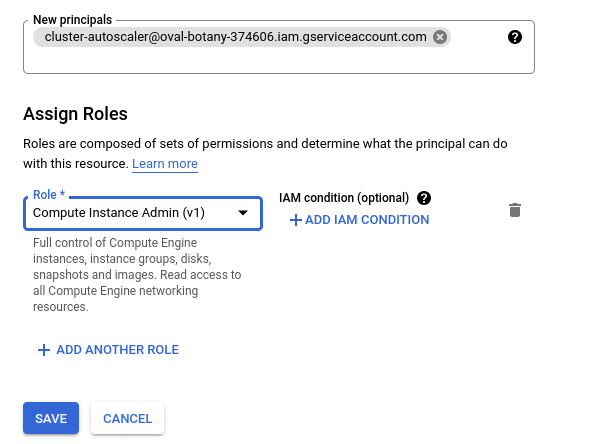 New principals
cluster-autoscaler@oval-botany-374606.iam.gserviceaccount.com
Assign Roles
Roles are composed of sets of permissions and determine what the principal can do
with this resource. Learn more
Role *
Compute Instance Admin (v1)
IAM condition (optional)
ADD IAM CONDITION
Full control of Compute Engine
instances, instance groups, disks,
snapshots and images. Read access to
all Compute Engine networking
resources.
ADD ANOTHER ROLE
SAVE
CANCEL